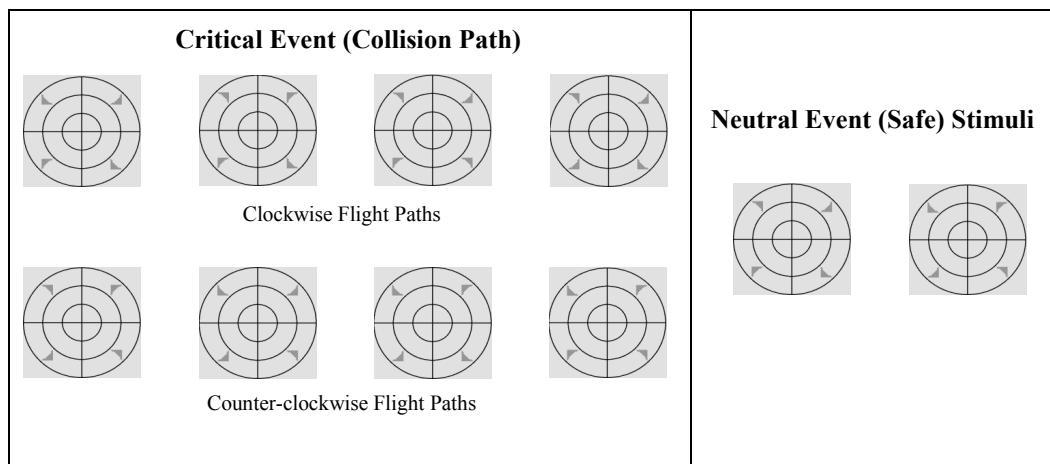 Critical Event (Collision Path)
Clockwise Flight Paths
Counter-clockwise Flight Paths
Neutral Event (Safe) Stimuli